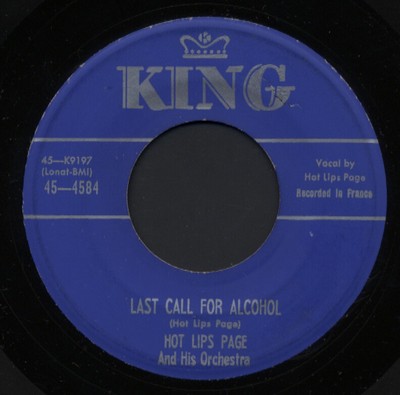 KING
45—K9197
(Lonat-BMI)
45—4584
Vocal by
Hot Lips Page
Recorded in France
LAST CALL FOR ALCOHOL
(Hot Lips Page)
HOT LIPS PAGE
And His Orchestra